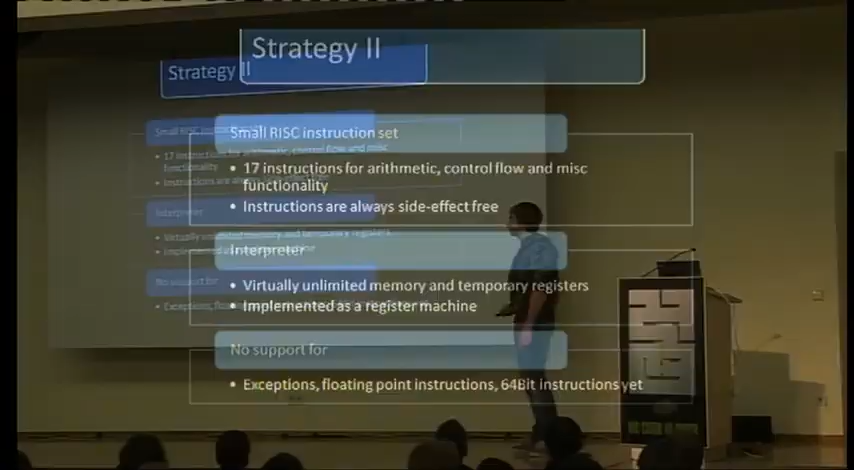 Strategy II
Small RISC instruction set
• 17 instructions for arithmetic, control flow and misc
functionality
• Instructions are always side-effect free
Interpreter
• Virtually unlimited memory and temporary registers
• Implemented as a register machine
No support for
• Exceptions, floating point instructions, 64Bit instructions yet
Strategy II